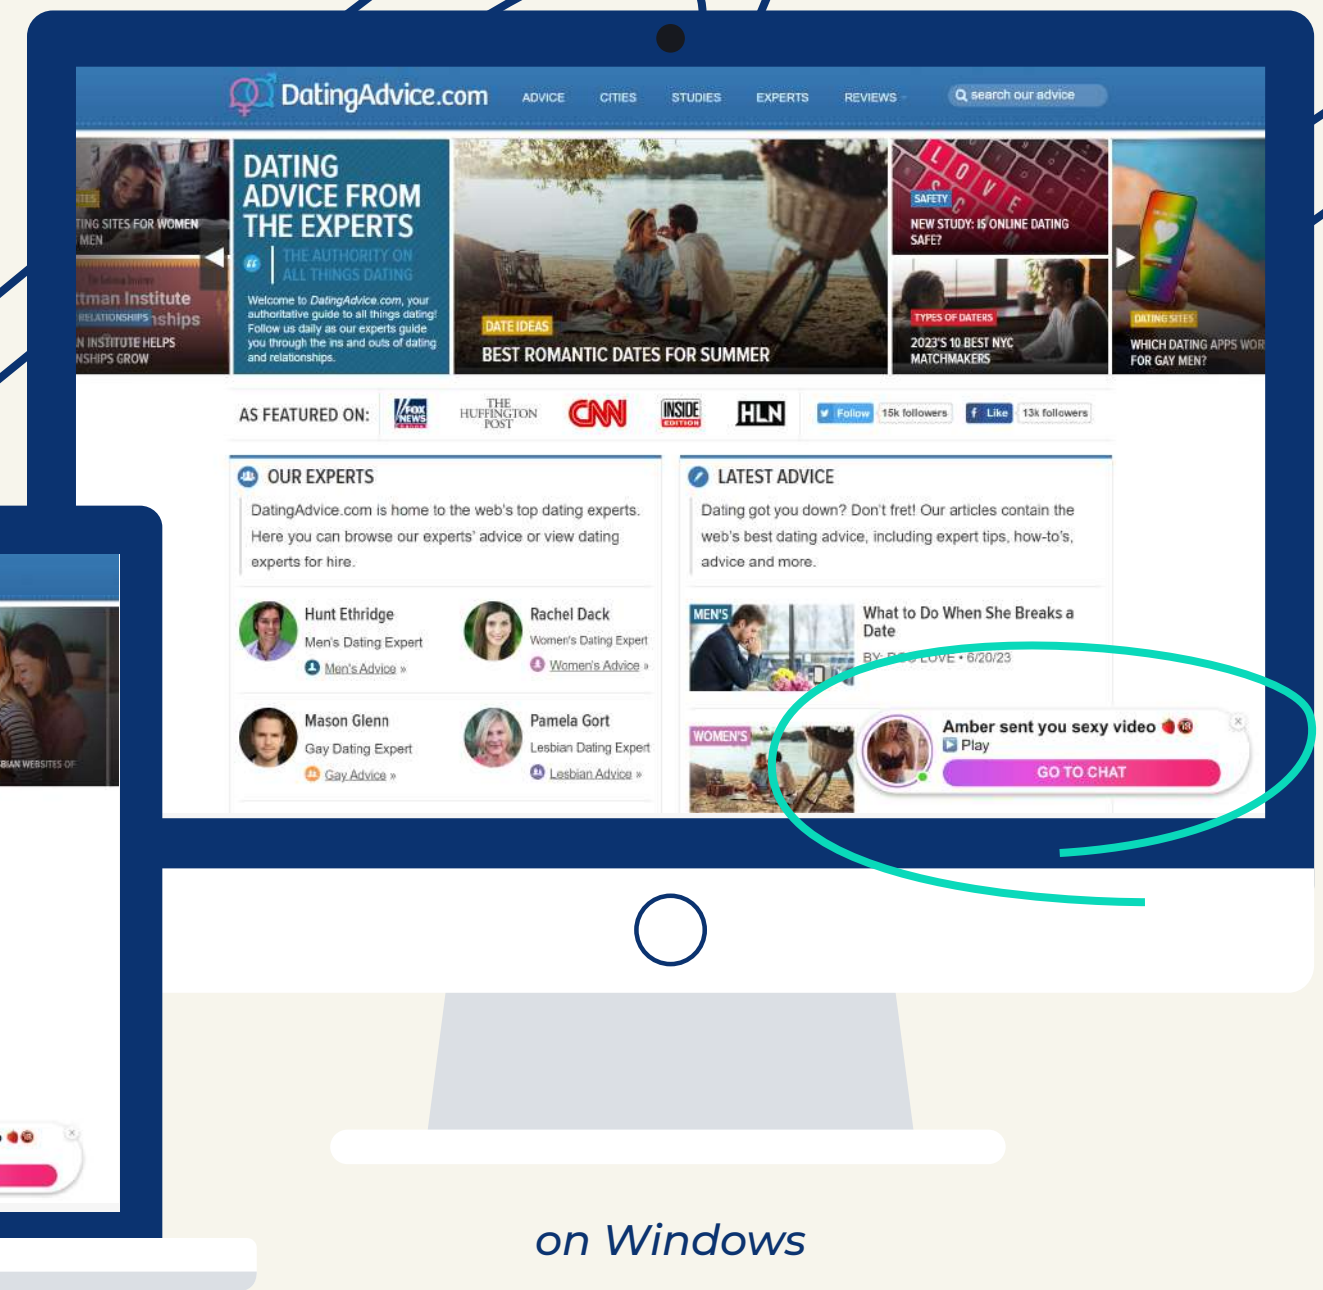 DatingAdvice.com
ADVICE
CITIES
STUDIES
EXPERTS
REVIEWS
search our advice
TING SITES FOR WOMEN
MEN
tman Institute
RELATIONSHIPS
nships
N INSTITUTE HELPS
NSHIPS GROW
DATING
ADVICE FROM
THE EXPERTS
THE AUTHORITY ON
ALL THINGS DATING
Welcome to DatingAdvice.com, your
authoritative guide to all things dating!
Follow us daily as our experts guide
you through the ins and outs of dating
and relationships.
DATE IDEAS
BEST ROMANTIC DATES FOR SUMMER
LOVE
SAFETY
NEW STUDY: IS ONLINE DATING
SAFE?
TYPES OF DATERS
2023'S 10 BEST NYC
MATCHMAKERS
DATING SITES
WHICH DATING APPS WOR
FOR GAY MEN?
AS FEATURED ON:
FOX
NEWS
THE
HUFFINGTON
POST
CNN
INSIDE
EDITION
HLN
Follow
15k followers
Like
13k followers
OUR EXPERTS
DatingAdvice.com is home to the web's top dating experts.
Here you can browse our experts' advice or view dating
experts for hire.
Hunt Ethridge
Men's Dating Expert
Men's Advice »
Rachel Dack
Women's Dating Expert
Women's Advice »
Mason Glenn
Gay Dating Expert
Gay Advice »
Pamela Gort
Lesbian Dating Expert
Lesbian Advice »
LATEST ADVICE
Dating got you down? Don't fret! Our articles contain the
web's best dating advice, including expert tips, how-to's,
advice and more.
MEN'S
What to Do When She Breaks a
Date
BY: LOVE • 6/20/23
WOMEN'S
Amber sent you sexy video 🍓🔞
Play
GO TO CHAT
BIAN WEBSITES OF
on Windows